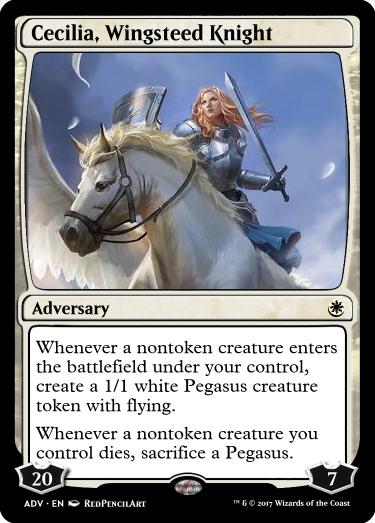 Cecilia, Wingsteed Knight
Adversary
Whenever a nontoken creature enters
the battlefield under your control,
create a 1/1 white Pegasus creature
token with flying.
Whenever a nontoken creature you
control dies, sacrifice a Pegasus.
20
7
ADV • EN RedPencilArt
™ & © 2017 Wizards of the Coast